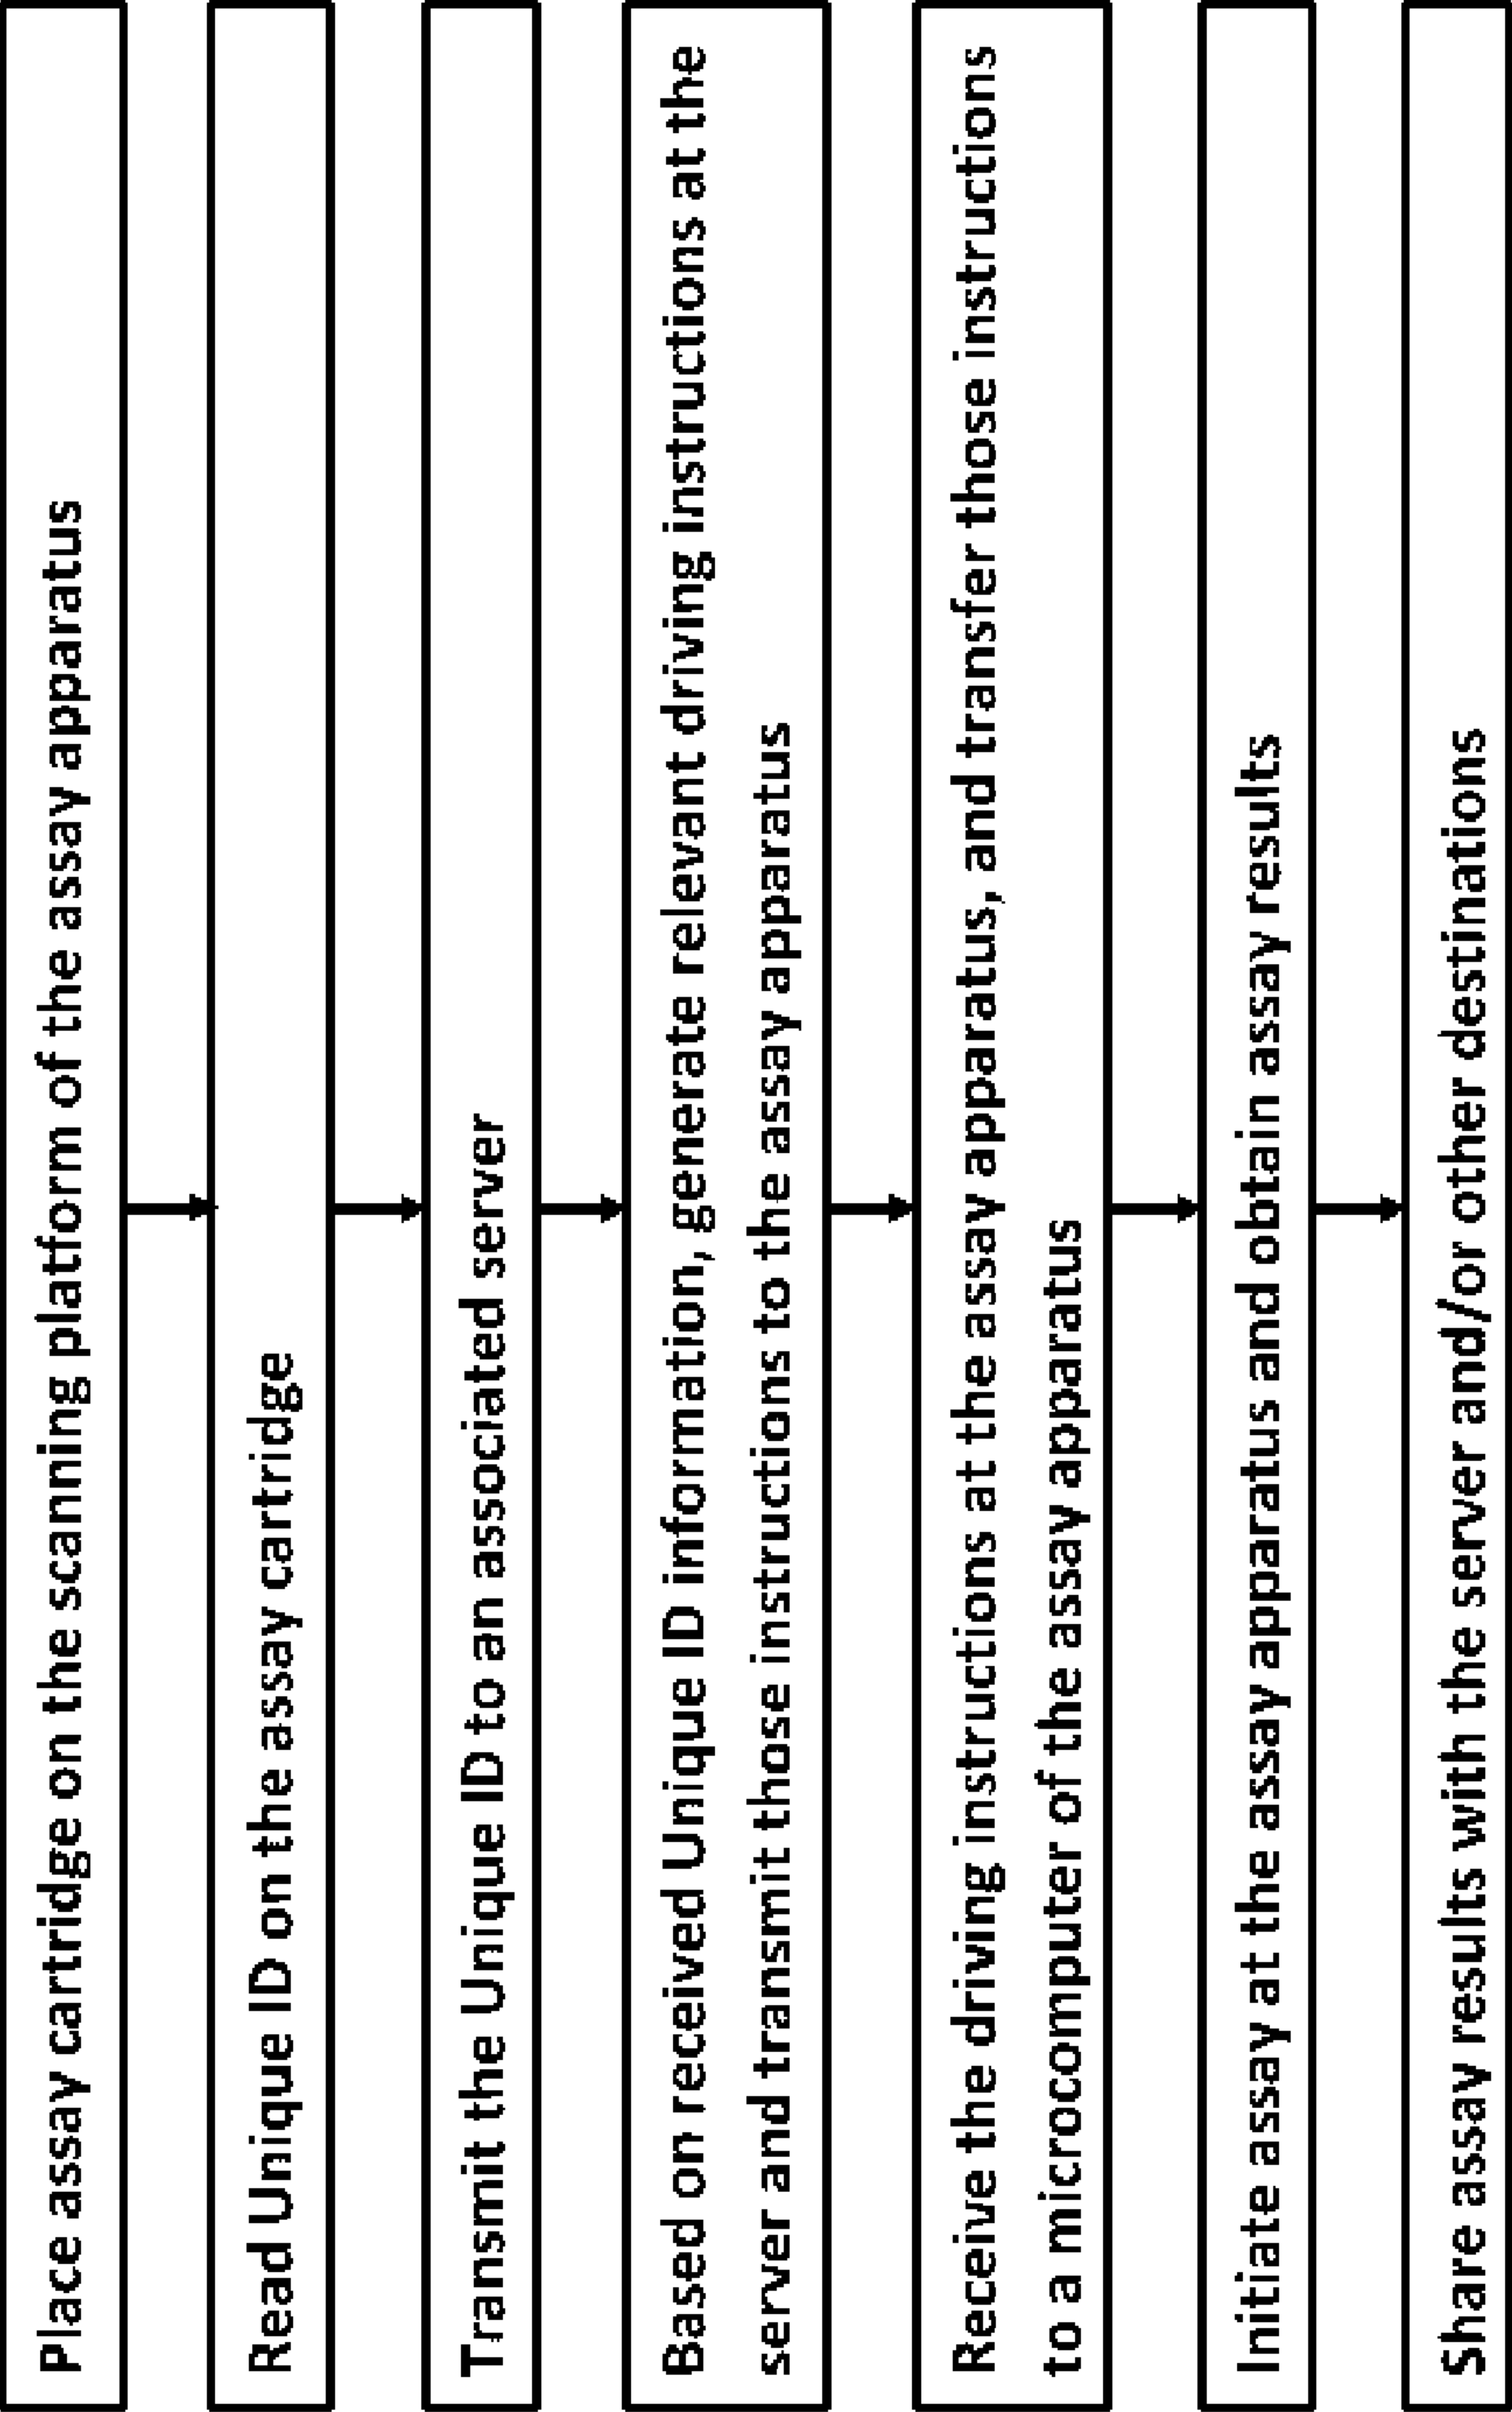 Place assay cartridge on the scanning platform of the assay apparatus
Read Unique ID on the assay cartridge
Transmit the Unique ID to an associated server
Based on received Unique ID information, generate relevant driving instructions at the
server and transmit those instructions to the assay apparatus
Receive the driving instructions at the assay apparatus, and transfer those instructions
to a microcomputer of the assay apparatus
Initiate assay at the assay apparatus and obtain assay results
Share assay results with the server and/or other destinations